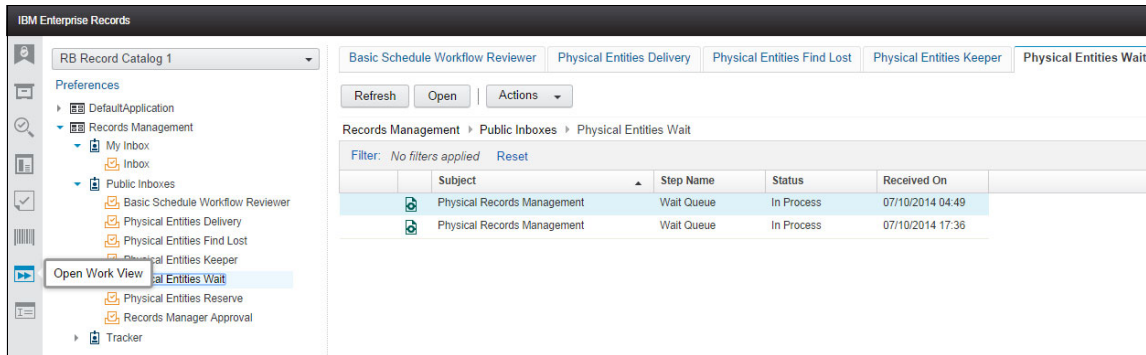 IBM Enterprise Records
RB Record Catalog 1
Preferences
DefaultApplication
Records Management
My Inbox
Inbox
Public Inboxes
Basic Schedule Workflow Reviewer
Physical Entities Delivery
Physical Entities Find Lost
Physical Entities Keeper
Open Work View
cal Entities Wait
Physical Entities Reserve
Records Manager Approval
Tracker
Basic Schedule Workflow Reviewer Physical Entities Delivery Physical Entities Find Lost Physical Entities Keeper Physical Entities Wait
Refresh Open Actions
Records Management Public Inboxes Physical Entities Wait
Filter: No filters applied Reset
Subject Step Name Status Received On
Physical Records Management Wait Queue In Process 07/10/2014 04:49
Physical Records Management Wait Queue In Process 07/10/2014 17:36